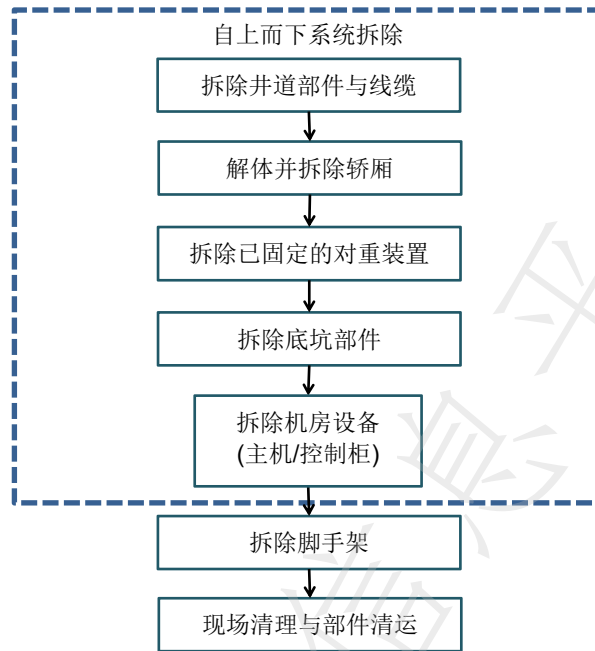 自上而下系统拆除
拆除井道部件与线缆
解体并拆除轿厢
拆除已固定的对重装置
拆除底坑部件
拆除机房设备
(主机/控制柜)
拆除脚手架
现场清理与部件清运
信息平